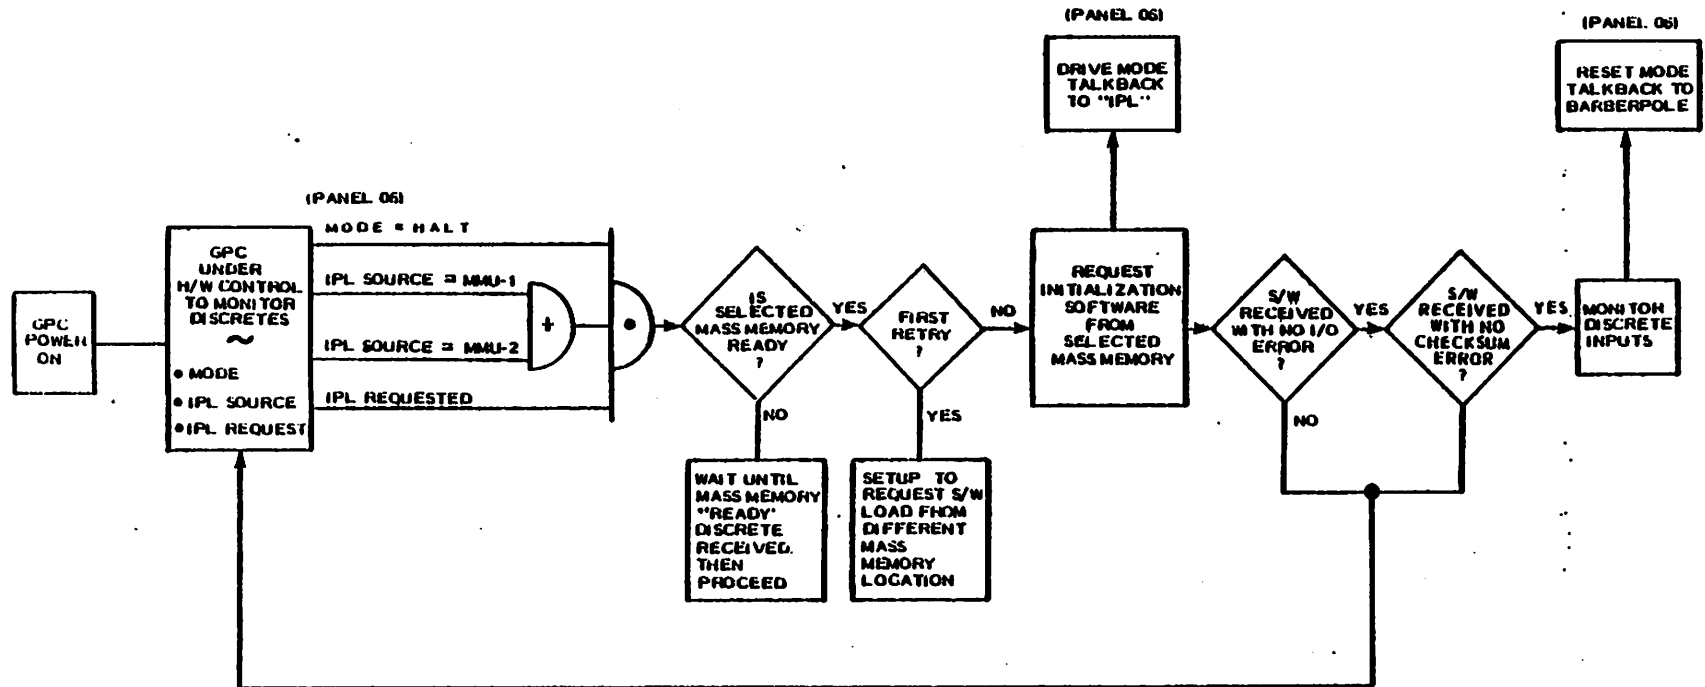 (PANEL O6)
DRIVE MODE
TALKBACK
TO "IPL"
(PANEL O6)
RESET MODE
TALKBACK TO
BARBERPOLE
(PANEL O6)
GPC
POWER
ON
GPC
UNDER
H/W CONTROL
TO MONITOR
DISCRETES
~
• MODE
• IPL SOURCE
• IPL REQUEST
MODE = HALT
IPL SOURCE = MMU-1
IPL SOURCE = MMU-2
IPL REQUESTED
+
•
IS
SELECTED
MASS MEMORY
READY
?
YES
NO
WAIT UNTIL
MASS MEMORY
"READY"
DISCRETE
RECEIVED,
THEN
PROCEED
FIRST
RETRY
?
NO
YES
SETUP TO
REQUEST S/W
LOAD FROM
DIFFERENT
MASS
MEMORY
LOCATION
REQUEST
INITIALIZATION
SOFTWARE
FROM
SELECTED
MASS MEMORY
S/W
RECEIVED
WITH NO I/O
ERROR
?
YES
NO
S/W
RECEIVED
WITH NO
CHECKSUM
ERROR
?
YES
MONITOR
DISCRETE
INPUTS